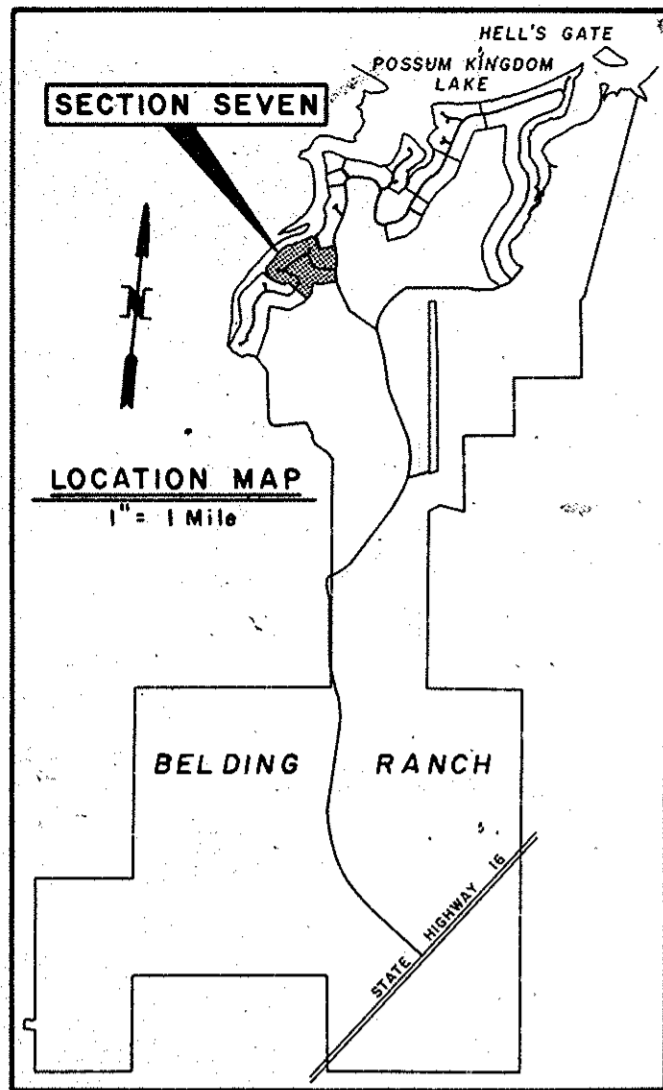 HELL'S GATE
POSSUM KINGDOM
LAKE
SECTION SEVEN
N
LOCATION MAP
1" = 1 Mile
BELDING RANCH
STATE HIGHWAY 16